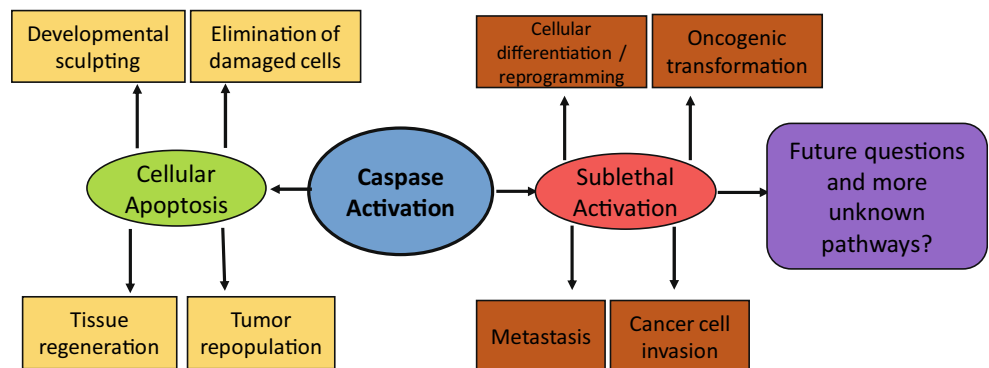 Developmental
sculpting
Elimination of
damaged cells
Cellular
differentiation /
reprogramming
Oncogenic
transformation
Cellular
Apoptosis
Caspase
Activation
Sublethal
Activation
Future questions
and more
unknown
pathways?
Tissue
regeneration
Tumor
repopulation
Metastasis
Cancer cell
invasion